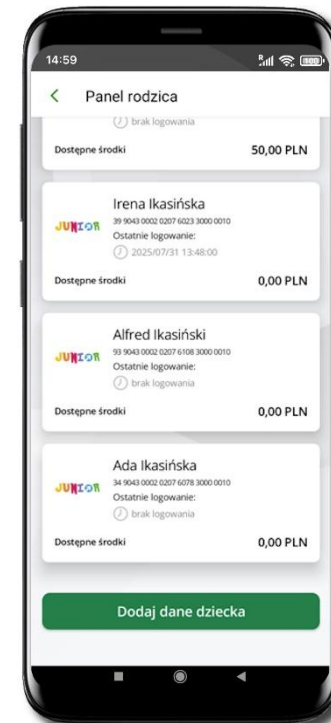 14:59
R
100
Panel rodzica
brak logowania
Dostępne środki 50,00 PLN
Irena Ikasińska
39 9043 0002 0207 6023 3000 0010
JUNIOR
Ostatnie logowanie:
2025/07/31 13:48:00
Dostępne środki 0,00 PLN
Alfred Ikasiński
93 9043 0002 0207 6108 3000 0010
JUNIOR
Ostatnie logowanie:
brak logowania
Dostępne środki 0,00 PLN
Ada Ikasińska
34 9043 0002 0207 6078 3000 0010
JUNIOR
Ostatnie logowanie:
brak logowania
Dostępne środki 0,00 PLN
Dodaj dane dziecka